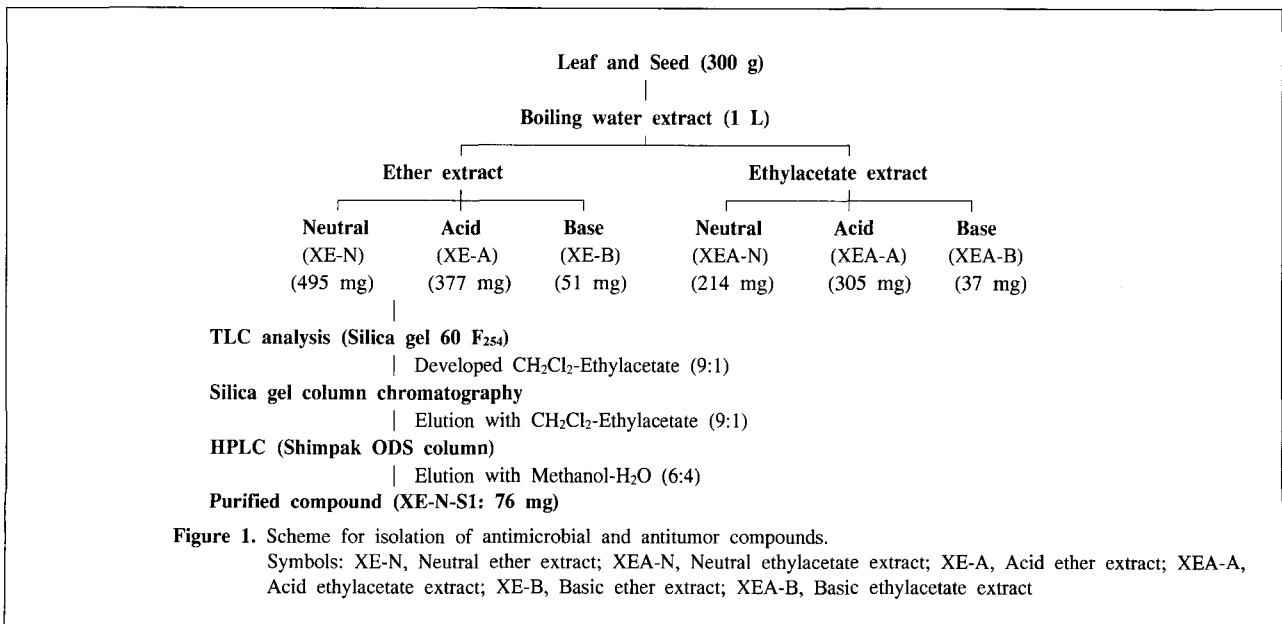 Leaf and Seed (300 g)
Boiling water extract (1 L)
Ether extract Ethylacetate extract
Neutral Acid Base Neutral Acid Base
(XE-N) (XE-A) (XE-B) (XEA-N) (XEA-A) (XEA-B)
(495 mg) (377 mg) (51 mg) (214 mg) (305 mg) (37 mg)
TLC analysis (Silica gel 60 F₂₅₄)
Developed CH₂Cl₂-Ethylacetate (9:1)
Silica gel column chromatography
Elution with CH₂Cl₂-Ethylacetate (9:1)
HPLC (Shimpak ODS column)
Elution with Methanol-H₂O (6:4)
Purified compound (XE-N-S1: 76 mg)
Figure 1. Scheme for isolation of antimicrobial and antitumor compounds.
Symbols: XE-N, Neutral ether extract; XEA-N, Neutral ethylacetate extract; XE-A, Acid ether extract; XEA-A,
Acid ethylacetate extract; XE-B, Basic ether extract; XEA-B, Basic ethylacetate extract